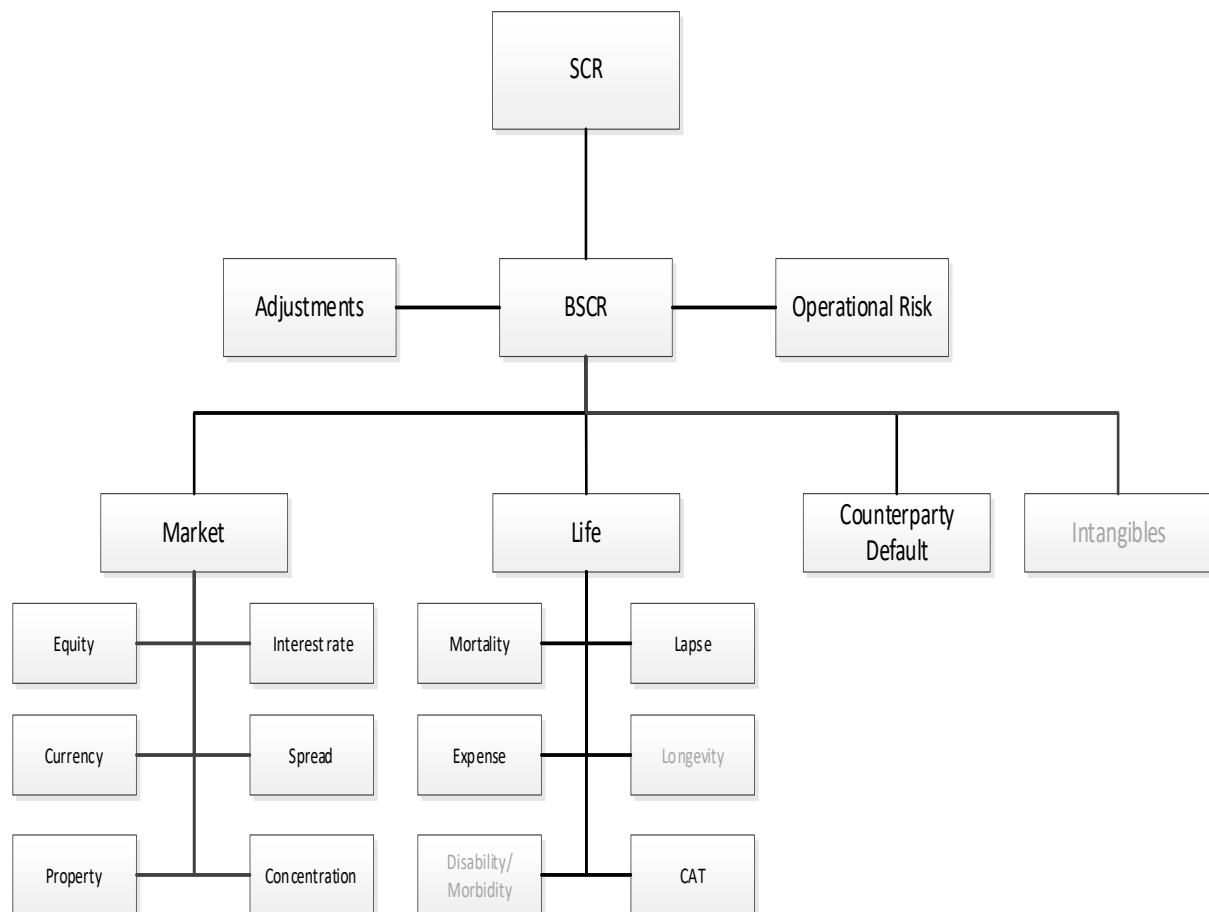 SCR
Adjustments
BSCR
Operational Risk
Market
Life
Counterparty
Default
Intangibles
Equity
Interest rate
Mortality
Lapse
Currency
Spread
Expense
Longevity
Property
Concentration
Disability/
Morbidity
CAT